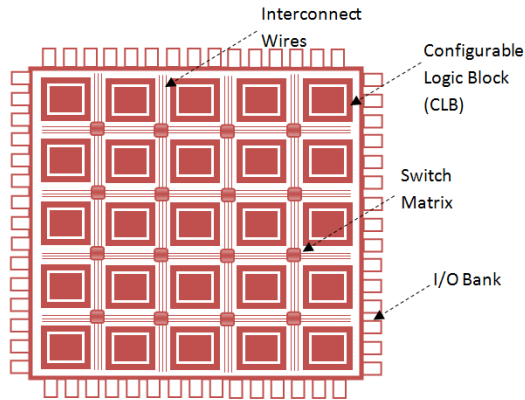 Interconnect
Wires
Configurable
Logic Block
(CLB)
Switch
Matrix
I/O Bank